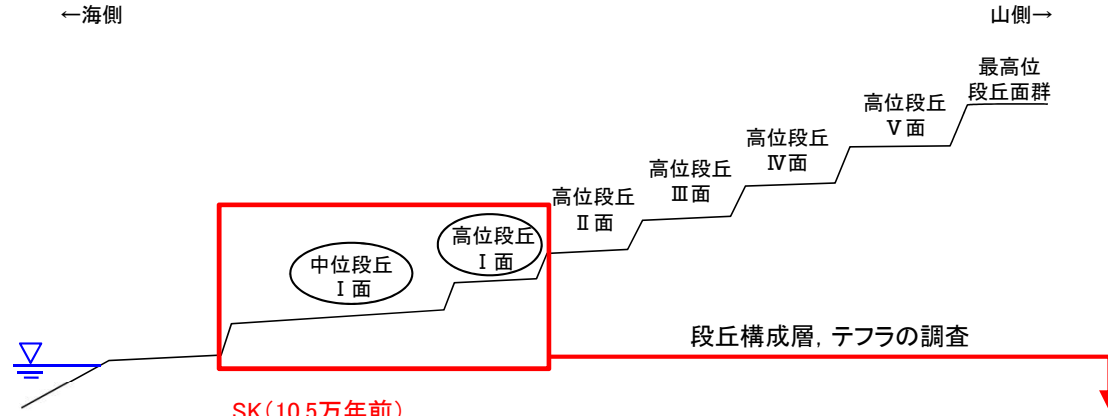 ←海側
山側→
最高位
段丘面群
高位段丘
Ⅴ面
高位段丘
Ⅳ面
高位段丘
Ⅲ面
高位段丘
Ⅱ面
高位段丘
Ⅰ面
中位段丘
Ⅰ面
段丘構成層，テフラの調査
SK(10.5万年前)